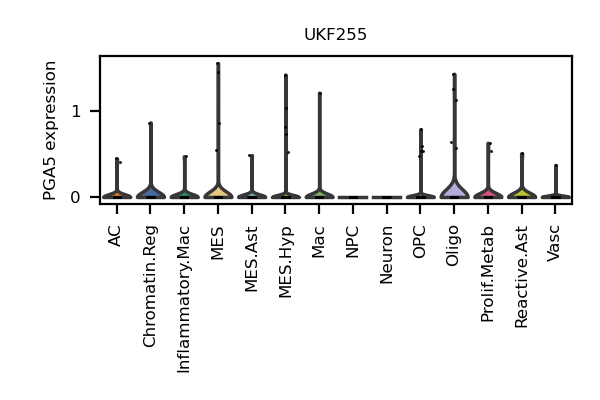 UKF255
PGA5 expression
1
0
AC
Chromatin.Reg
Inflammatory.Mac
MES
MES.Ast
MES.Hyp
Mac
NPC
Neuron
OPC
Oligo
Prolif.Metab
Reactive.Ast
Vasc